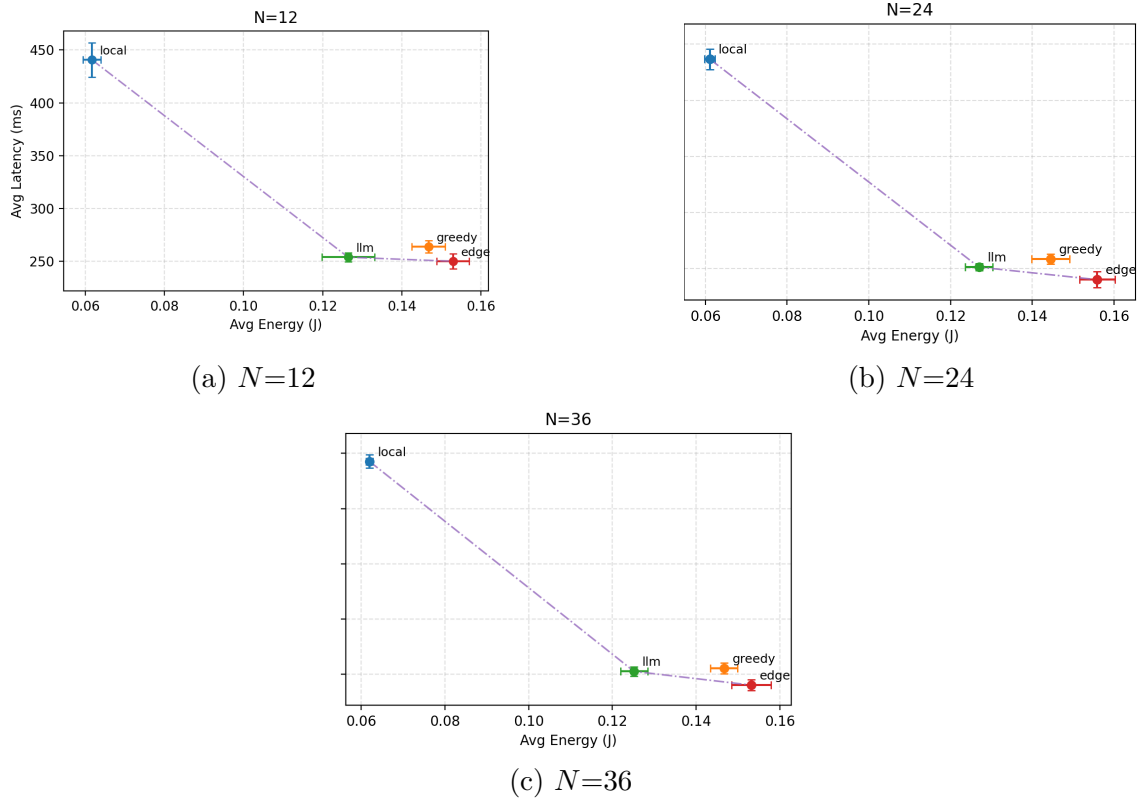 N=12
450
400
350
300
250
Avg Latency (ms)
local
llm
greedy
edge
0.06 0.08 0.10 0.12 0.14 0.16
Avg Energy (J)
(a) N=12
N=24
local
llm
greedy
edge
0.06 0.08 0.10 0.12 0.14 0.16
Avg Energy (J)
(b) N=24
N=36
local
llm
greedy
edge
0.06 0.08 0.10 0.12 0.14 0.16
Avg Energy (J)
(c) N=36